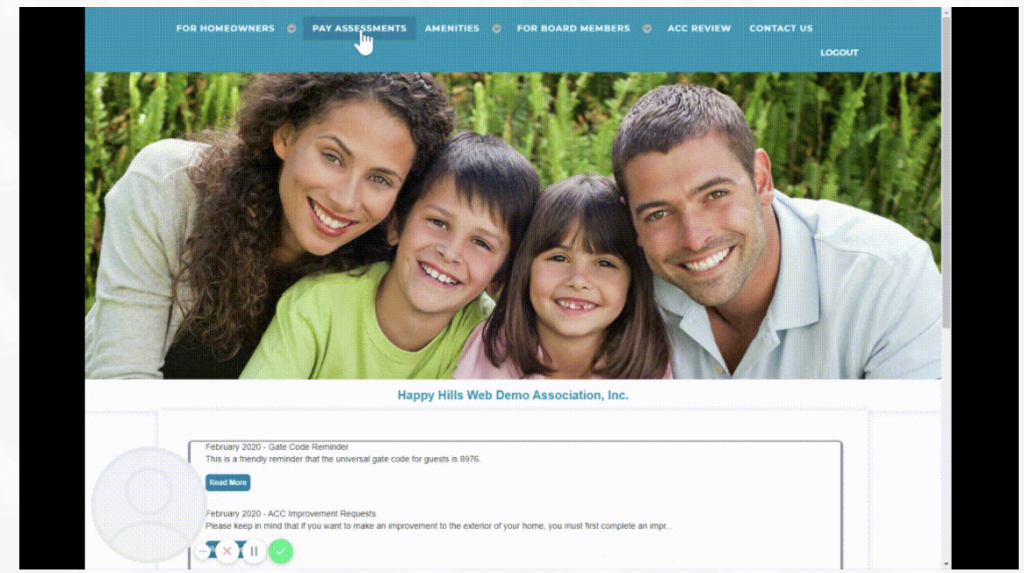 FOR HOMEOWNERS PAY ASSESSMENTS AMENITIES FOR BOARD MEMBERS ACC REVIEW CONTACT US
LOGOUT
Happy Hills Web Demo Association, Inc.
February 2020 - Gate Code Reminder
This is a friendly reminder that the universal gate code for guests is 8976.
Read More
February 2020 - ACC Improvement Requests
Please keep in mind that if you want to make an improvement to the exterior of your home, you must first complete an impr...